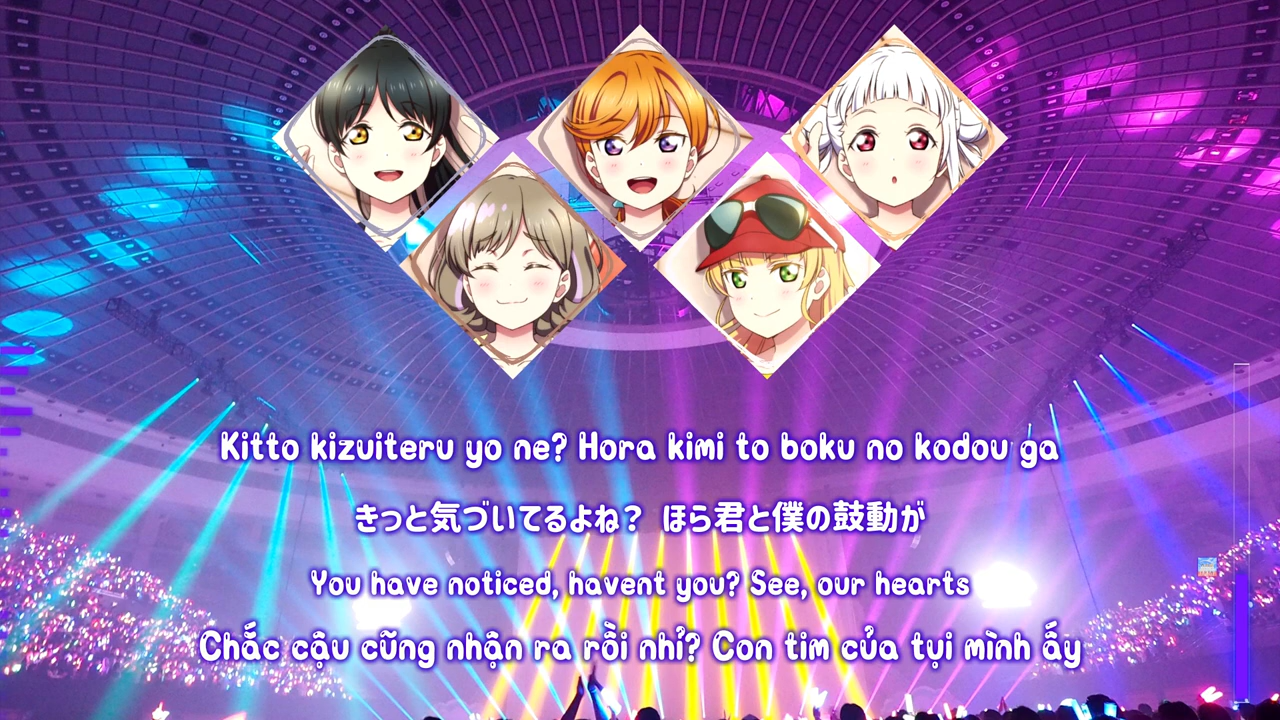 Kitto kizuiteru yo ne? Hora kimi to boku no kodou ga
きっと気づいてるよね？ ほら君と僕の鼓動が
You have noticed, havent you? See, our hearts
Chắc cậu cũng nhận ra rồi nhỉ? Con tim của tụi mình ấy